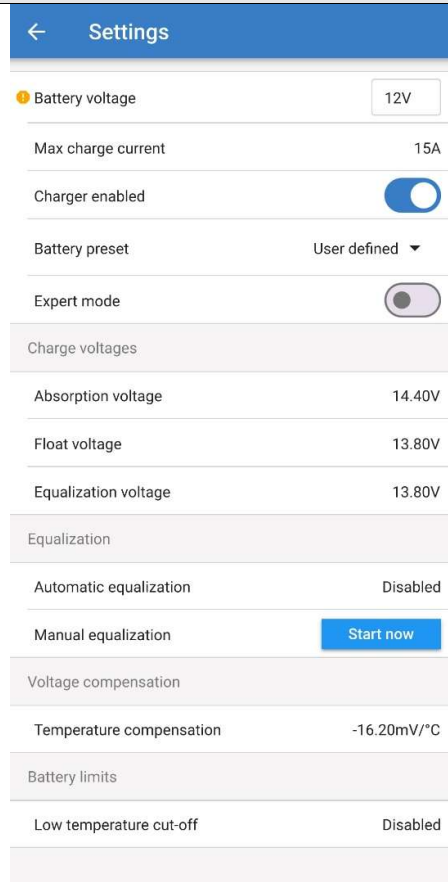 Settings
Battery voltage 12V
Max charge current 15A
Charger enabled
Battery preset User defined
Expert mode
Charge voltages
Absorption voltage 14.40V
Float voltage 13.80V
Equalization voltage 13.80V
Equalization
Automatic equalization Disabled
Manual equalization Start now
Voltage compensation
Temperature compensation -16.20mV/°C
Battery limits
Low temperature cut-off Disabled